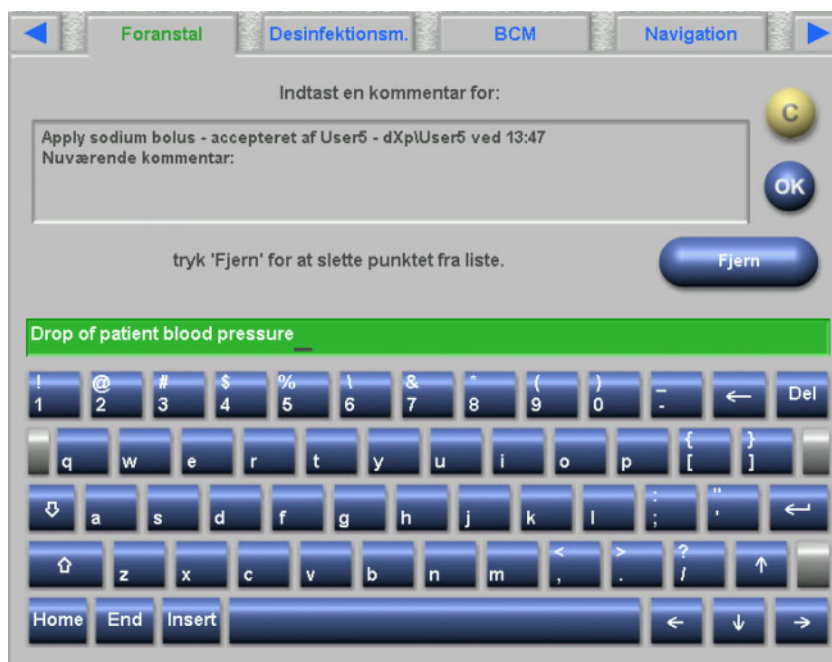 Foranstal Desinfektionsm. BCM Navigation
Indtast en kommentar for:
C
Apply sodium bolus - accepteret af User5 - dXp\User5 ved 13:47
Nuværende kommentar:
OK
tryk 'Fjern' for at slette punktet fra liste.
Fjern
Drop of patient blood pressure_
! @ # $ % \ & * ( ) _
1 2 3 4 5 6 7 8 9 0 - ← Del
{ }
q w e r t y u i o p [ ]
: "
a s d f g h j k l ; '
< > ?
z x c v b n m , . / ↑
Home End Insert ← ↓ →